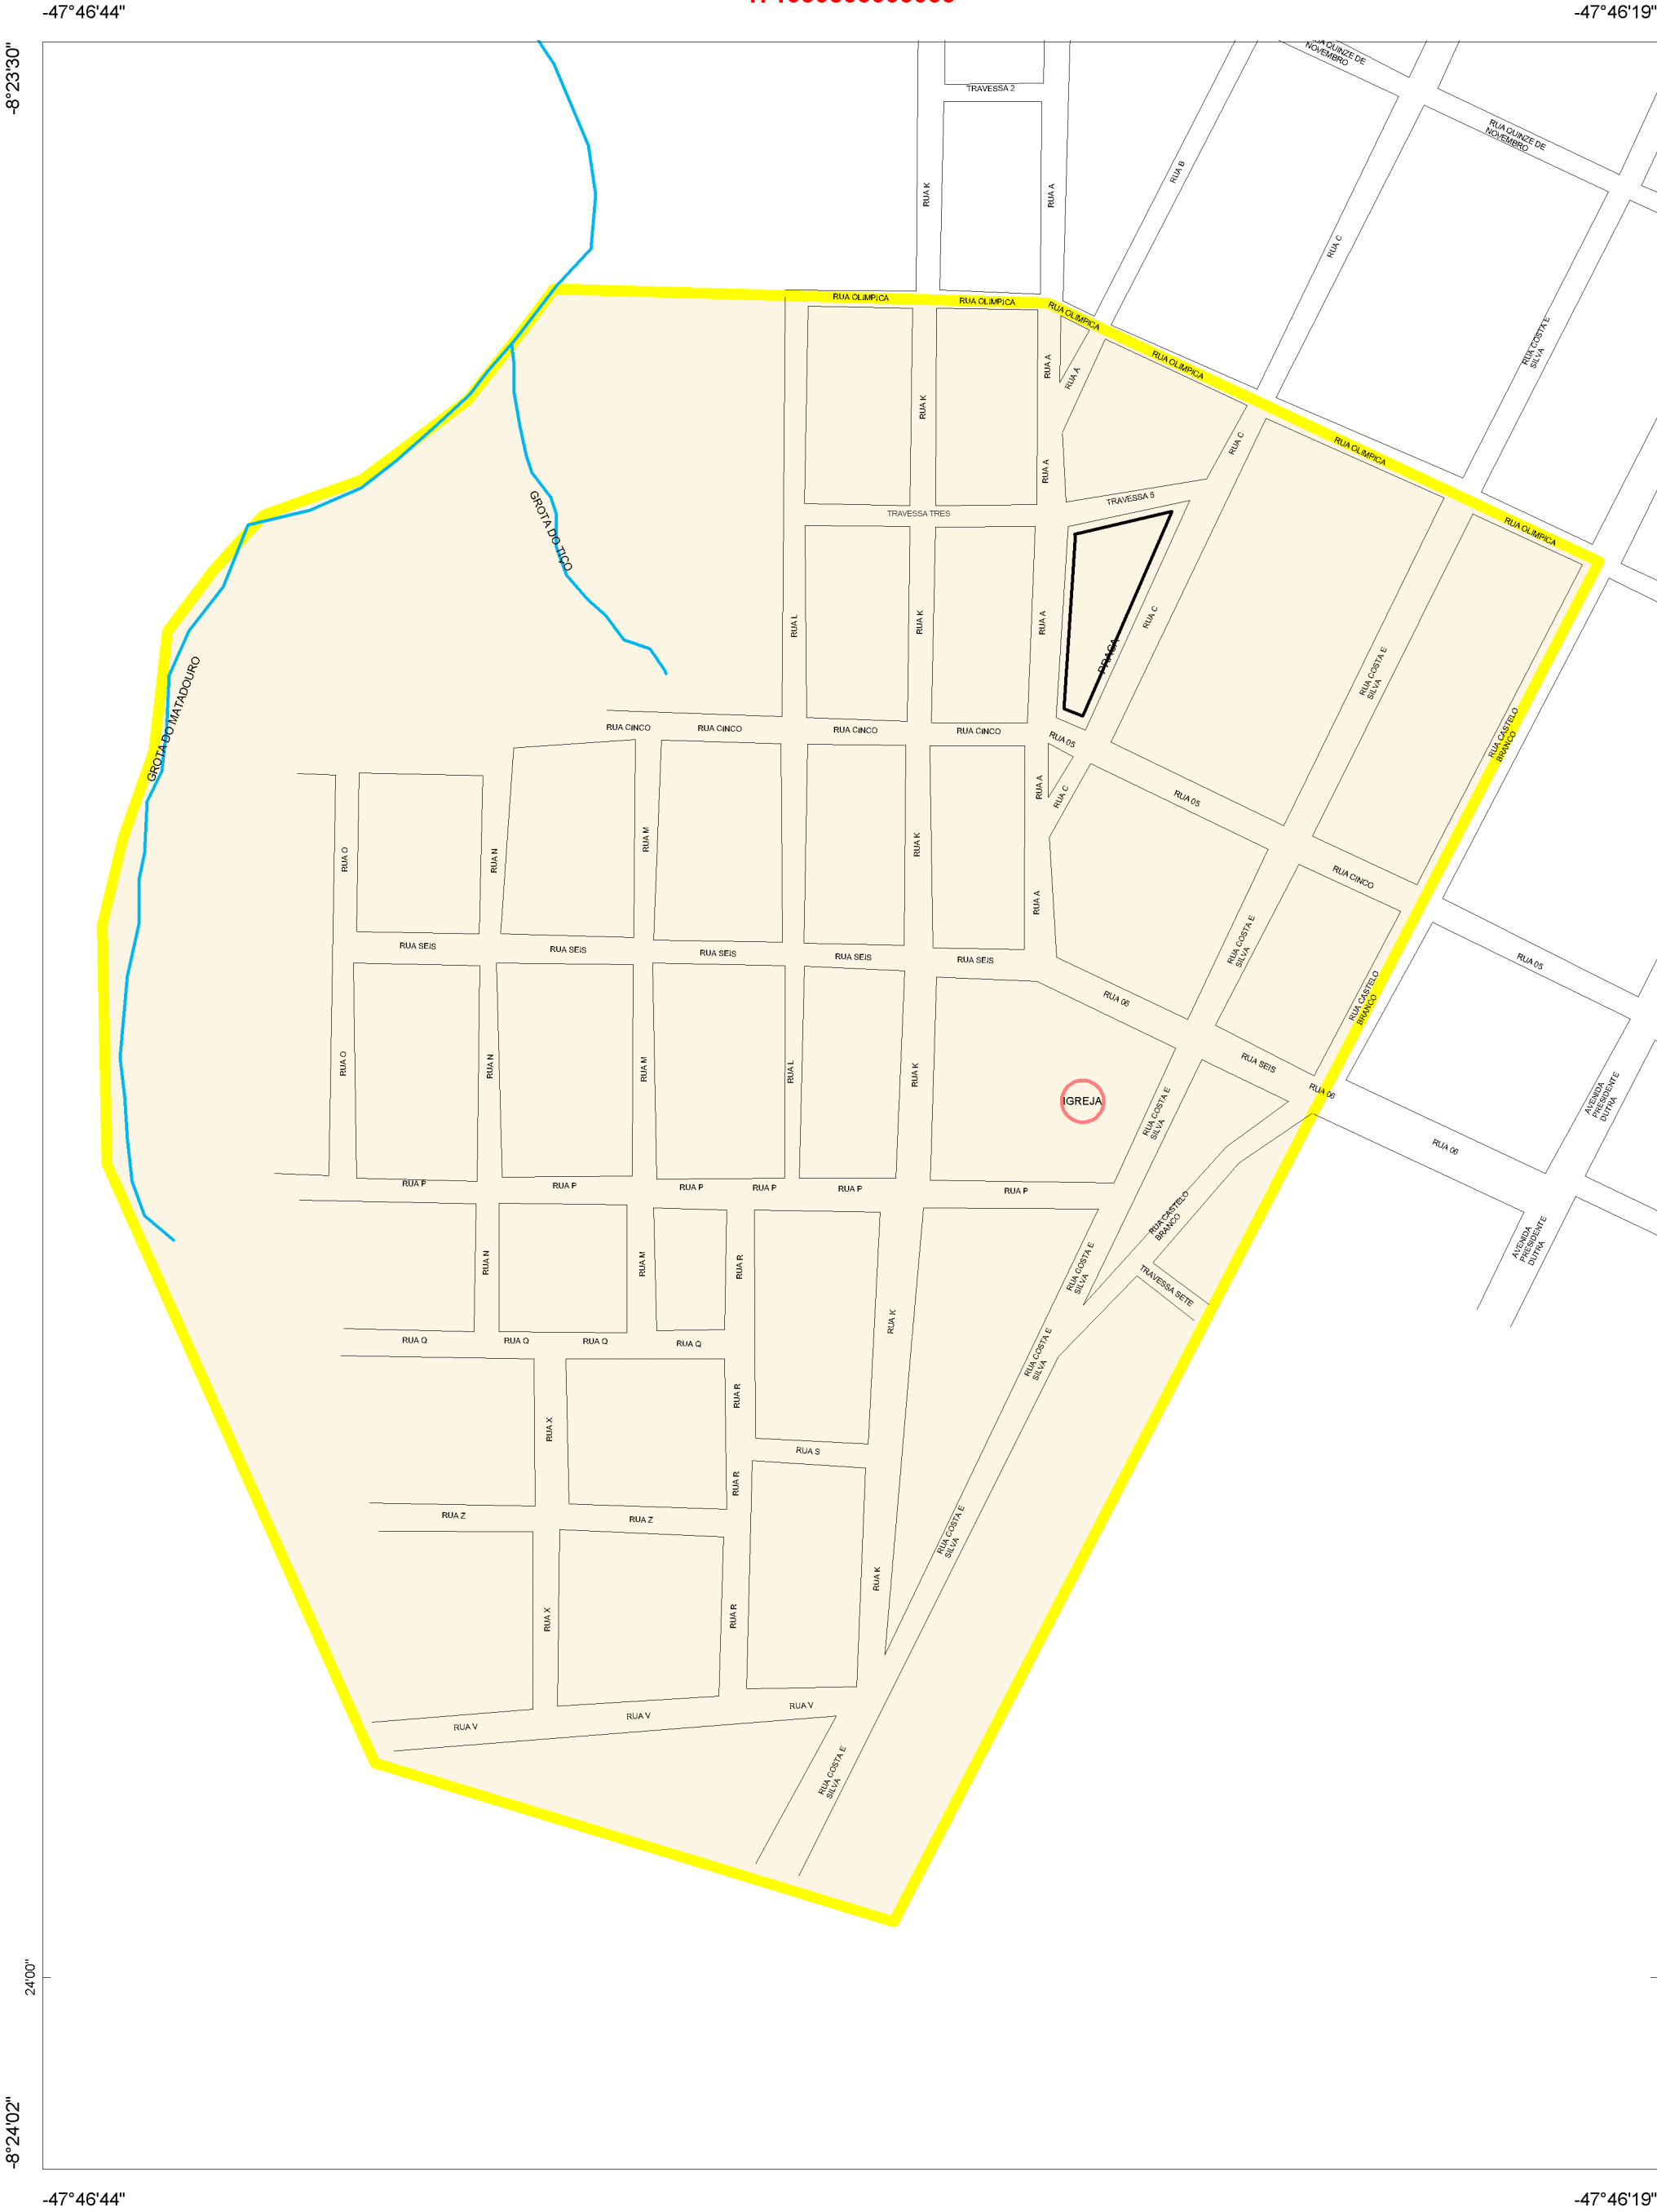 -47°46'44"
-47°46'19"
-8°23'30"
NOVEMBRO
TRAVESSA 2
RUA QUINZE DE
NOVEMBRO
RUA B
RUA K
RUA A
RUA C
RUA OLIMPICA
RUA OLIMPICA
RUA OLIMPICA
RUA COSTA E
SILVA
RUA OLIMPICA
RUA A
RUA A
RUA K
RUA C
RUA OLIMPICA
RUA A
TRAVESSA 5
TRAVESSA TRES
GROTA DO TIÇO
RUA OLIMPICA
RUA L
RUA K
RUA A
RUA C
PRACA
RUA COSTA E
SILVA
GROTA DO MATADOURO
RUA CINCO
RUA CINCO
RUA CINCO
RUA CINCO
RUA 05
RUA CASTELO
BRANCO
RUA A
RUA C
RUA 05
RUA O
RUA N
RUA M
RUA K
RUA A
RUA CINCO
RUA SEIS
RUA SEIS
RUA SEIS
RUA SEIS
RUA SEIS
RUA COSTA E
SILVA
RUA 05
RUA 06
RUA CASTELO
BRANCO
RUA O
RUA N
RUA M
RUA L
RUA K
RUA SEIS
RUA 06
IGREJA
RUA COSTA E
SILVA
AVENIDA
PRESIDENTE
DUTRA
RUA 06
RUA P
RUA P
RUA P
RUA P
RUA P
RUA P
RUA CASTELO
BRANCO
AVENIDA
PRESIDENTE
DUTRA
RUA N
RUA M
RUA R
RUA COSTA E
SILVA
TRAVESSA SETE
RUA K
RUA Q
RUA Q
RUA Q
RUA Q
RUA COSTA E
SILVA
RUA R
RUA X
RUA S
RUA R
RUA Z
RUA Z
RUA COSTA E
SILVA
RUA K
RUA X
RUA R
RUA V
RUA V
RUA V
RUA COSTA E
SILVA
24'00"
-8°24'02"
-47°46'44"
-47°46'19"